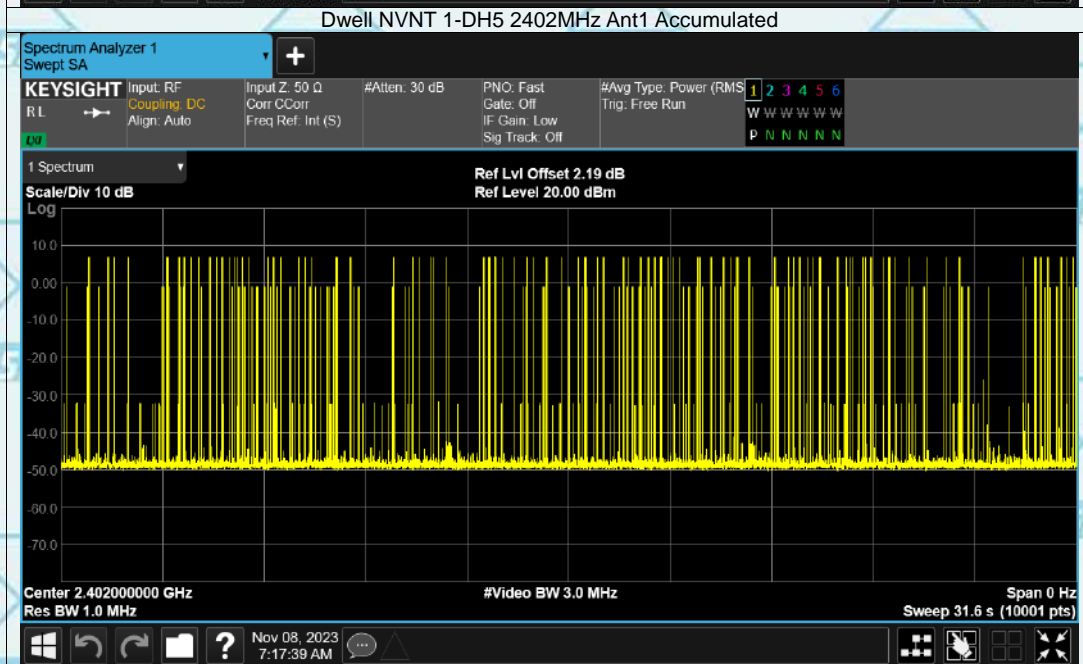 Dwell NVNT 1-DH5 2402MHz Ant1 Accumulated
Spectrum Analyzer 1
Swept SA
+
KEYSIGHT Input: RF Input Z: 50 Ω #Atten: 30 dB PNO: Fast #Avg Type: Power (RMS 1 2 3 4 5 6
R L Coupling: DC Corr CCorr Gate: Off Trig: Free Run W W W W W W
Align: Auto Freq Ref: Int (S) IF Gain: Low P N N N N N
LXI Sig Track: Off
1 Spectrum Ref Lvl Offset 2.19 dB
Scale/Div 10 dB Ref Level 20.00 dBm
Log
10.0
0.00
-10.0
-20.0
-30.0
-40.0
-50.0
-60.0
-70.0
Center 2.402000000 GHz #Video BW 3.0 MHz Span 0 Hz
Res BW 1.0 MHz Sweep 31.6 s (10001 pts)
? Nov 08, 2023
7:17:39 AM